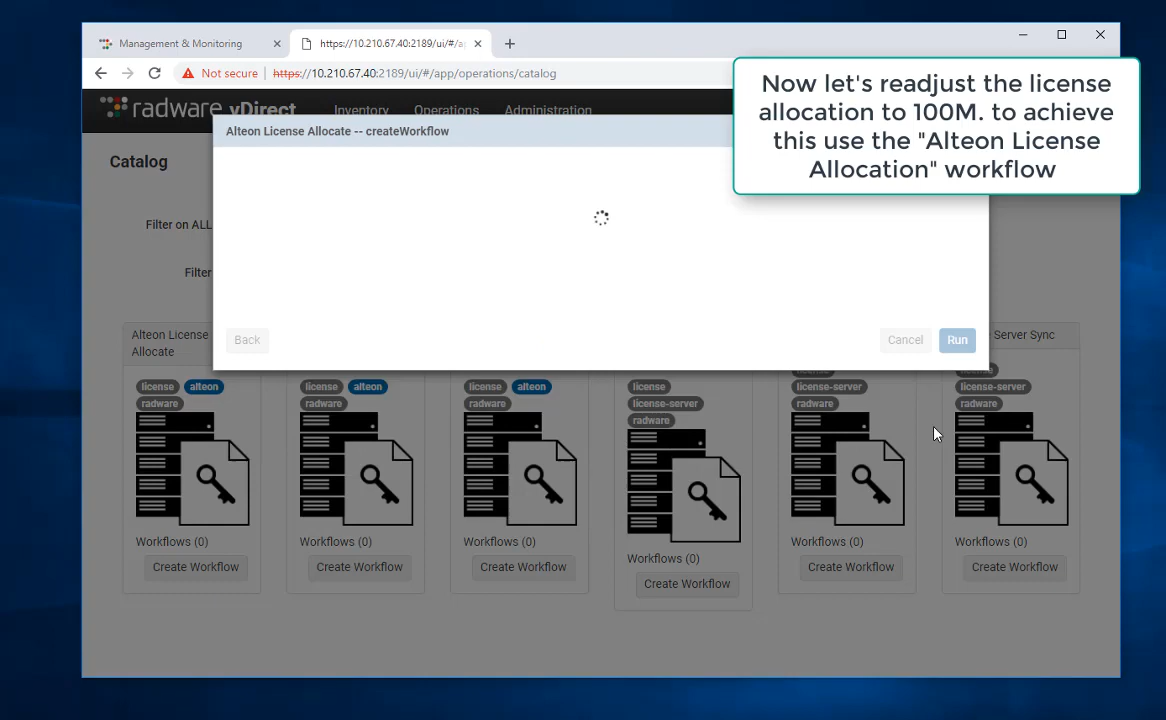 Management & Monitoring
https://10.210.67.40:2189/ui/#/ap
Not secure
https://10.210.67.40:2189/ui/#/app/operations/catalog
Now let's readjust the license
allocation to 100M. to achieve
this use the "Alteon License
Allocation" workflow
radware vDirect
Inventory
Operations
Administration
Alteon License Allocate -- createWorkflow
Catalog
Filter on ALL
Filter
Back
Cancel
Run
Alteon License
Allocate
Server Sync
license alteon
radware
license alteon
radware
license alteon
radware
license
license-server
radware
license-server
radware
license-server
radware
Workflows (0)
Workflows (0)
Workflows (0)
Workflows (0)
Workflows (0)
Workflows (0)
Create Workflow
Create Workflow
Create Workflow
Create Workflow
Create Workflow
Create Workflow